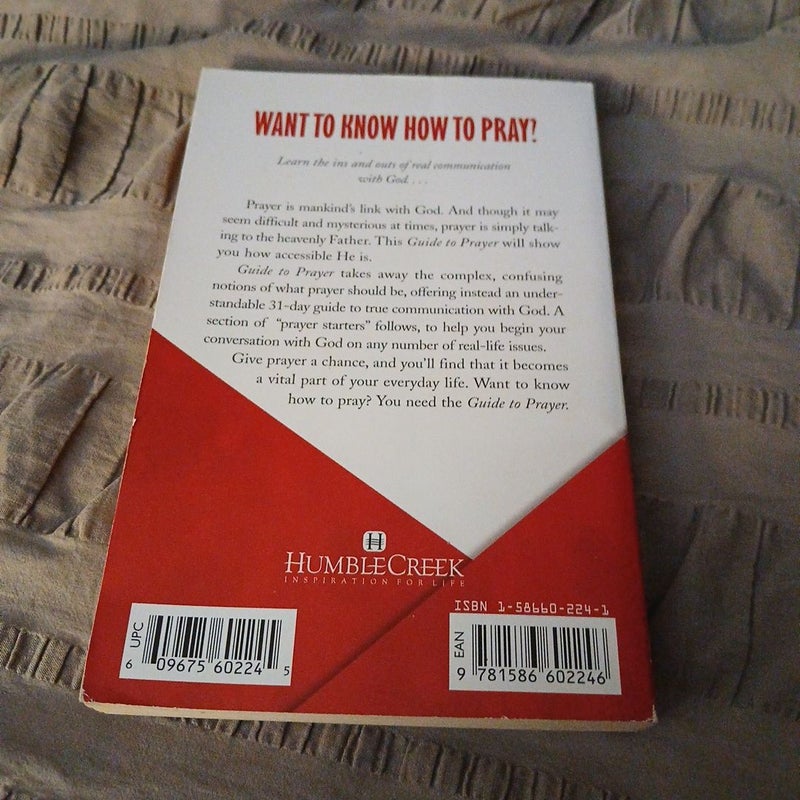 WANT TO KNOW HOW TO PRAY?
Learn the ins and outs of real communication
with God. . . .
Prayer is mankind's link with God. And though it may
seem difficult and mysterious at times, prayer is simply talk-
ing to the heavenly Father. This Guide to Prayer will show
you how accessible He is.
Guide to Prayer takes away the complex, confusing
notions of what prayer should be, offering instead an under-
standable 31-day guide to true communication with God. A
section of "prayer starters" follows, to help you begin your
conversation with God on any number of real-life issues.
Give prayer a chance, and you'll find that it becomes
a vital part of your everyday life. Want to know
how to pray? You need the Guide to Prayer.
H
HUMBLECREEK
INSPIRATION FOR LIFE
UPC
6 09675 60224 5
ISBN 1-58660-224-1
EAN
9 781586 602246